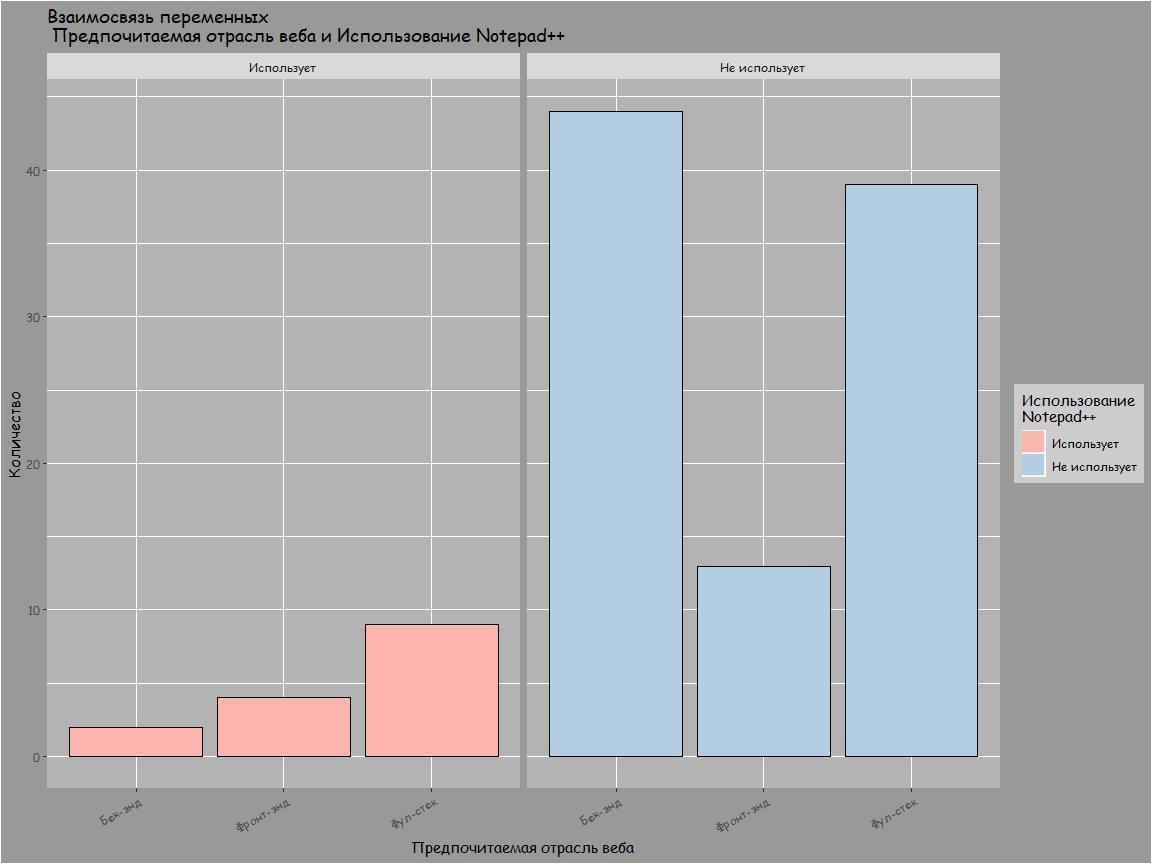 Взаимосвязь переменных
Предпочитаемая отрасль веба и Использование Notepad++
Использует
Не использует
40
30
20
10
0
Количество
Бек-энд
Фронт-энд
Фул-стек
Бек-энд
Фронт-энд
Фул-стек
Предпочитаемая отрасль веба
Использование
Notepad++
Использует
Не использует